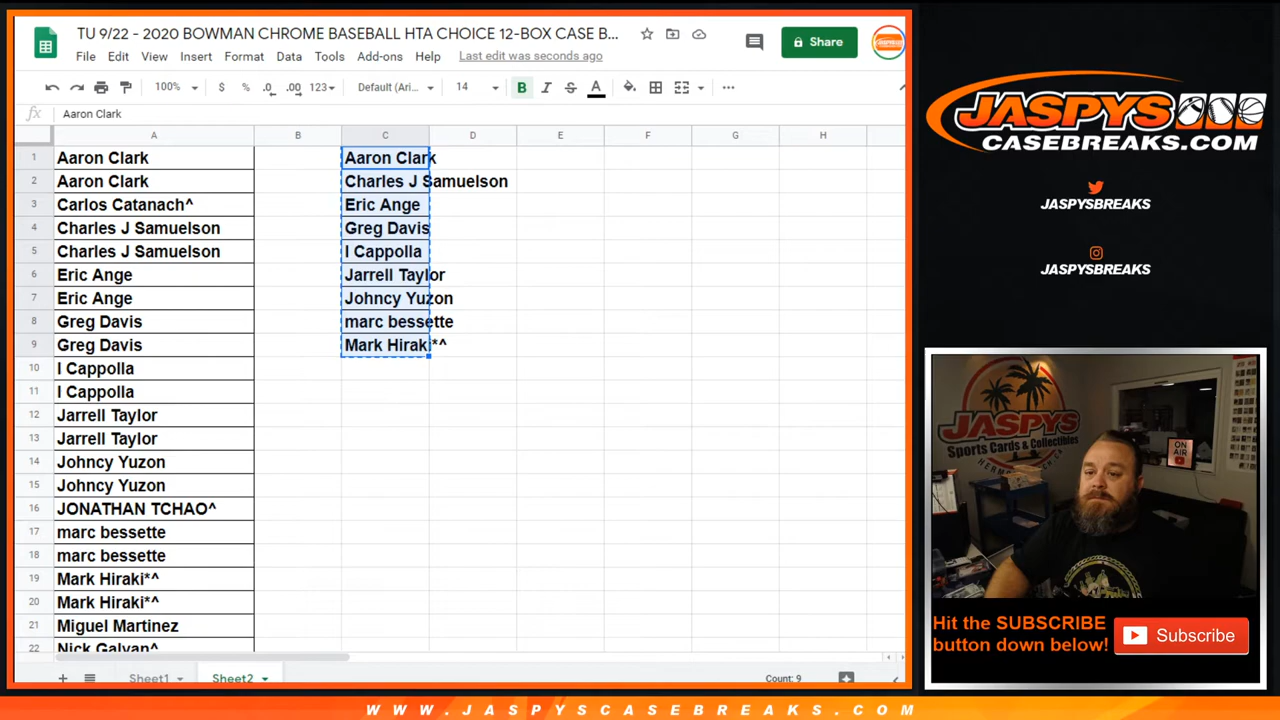 TU 9/22 - 2020 BOWMAN CHROME BASEBALL HTA CHOICE 12-BOX CASE B...
File Edit View Insert Format Data Tools Add-ons Help Last edit was seconds ago
Share
100% $ % .0 .00 123 Default (Ari... 14 B I S A
fx Aaron Clark
A B C D E F G H
1 Aaron Clark Aaron Clark
2 Aaron Clark Charles J Samuelson
3 Carlos Catanach^ Eric Ange
4 Charles J Samuelson Greg Davis
5 Charles J Samuelson I Cappolla
6 Eric Ange Jarrell Taylor
7 Eric Ange Johncy Yuzon
8 Greg Davis marc bessette
9 Greg Davis Mark Hiraki*^
10 I Cappolla
11 I Cappolla
12 Jarrell Taylor
13 Jarrell Taylor
14 Johncy Yuzon
15 Johncy Yuzon
16 JONATHAN TCHAO^
17 marc bessette
18 marc bessette
19 Mark Hiraki*^
20 Mark Hiraki*^
21 Miguel Martinez
22 Nick Galvan^
Sheet1 Sheet2 Count: 9
JASPYS
CASEBREAKS.COM
JASPYSBREAKS
JASPYSBREAKS
JASPYS
Sports Cards & Collectibles
ON
AIR
Hit the SUBSCRIBE
button down below!
Subscribe
WWW.JASPYSCASEBREAKS.COM